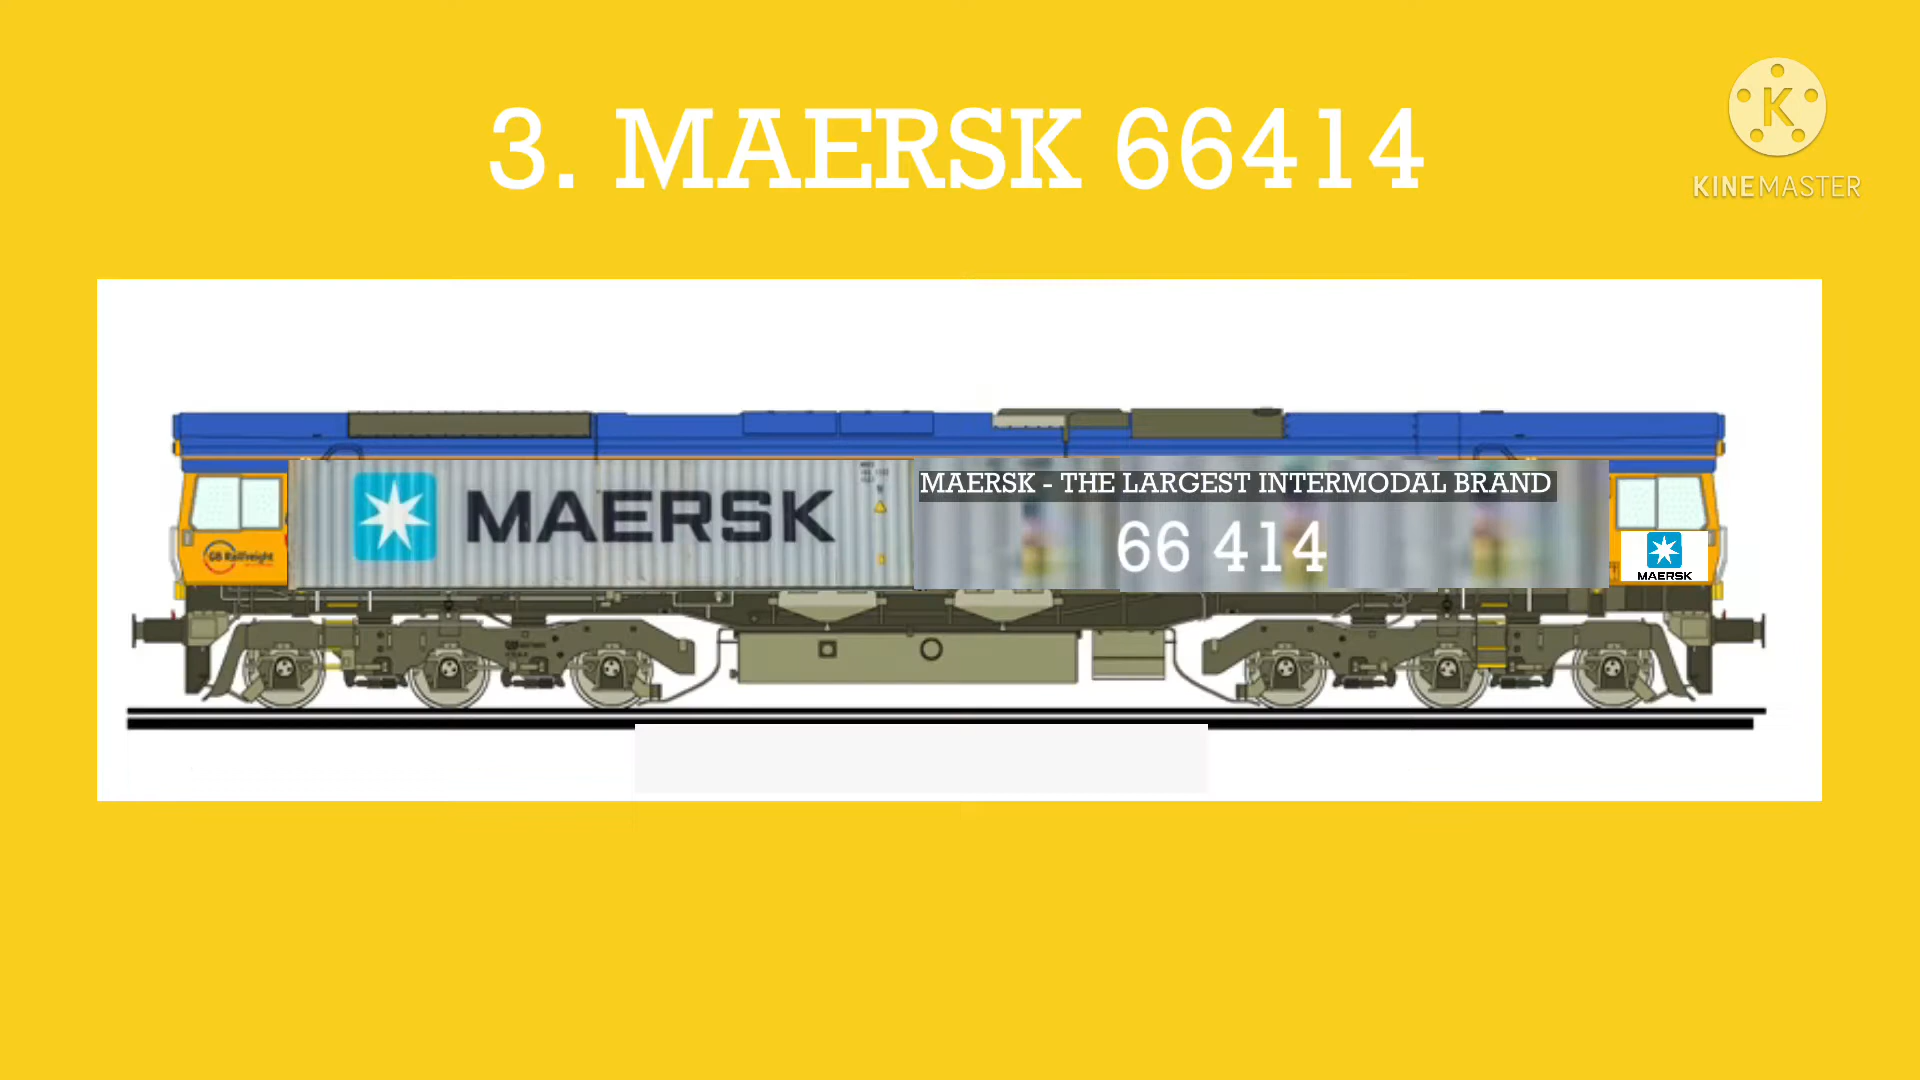 3. MAERSK 66414
KINEMASTER
MAERSK
MAERSK - THE LARGEST INTERMODAL BRAND
66 414
GB Railfreight
MAERSK